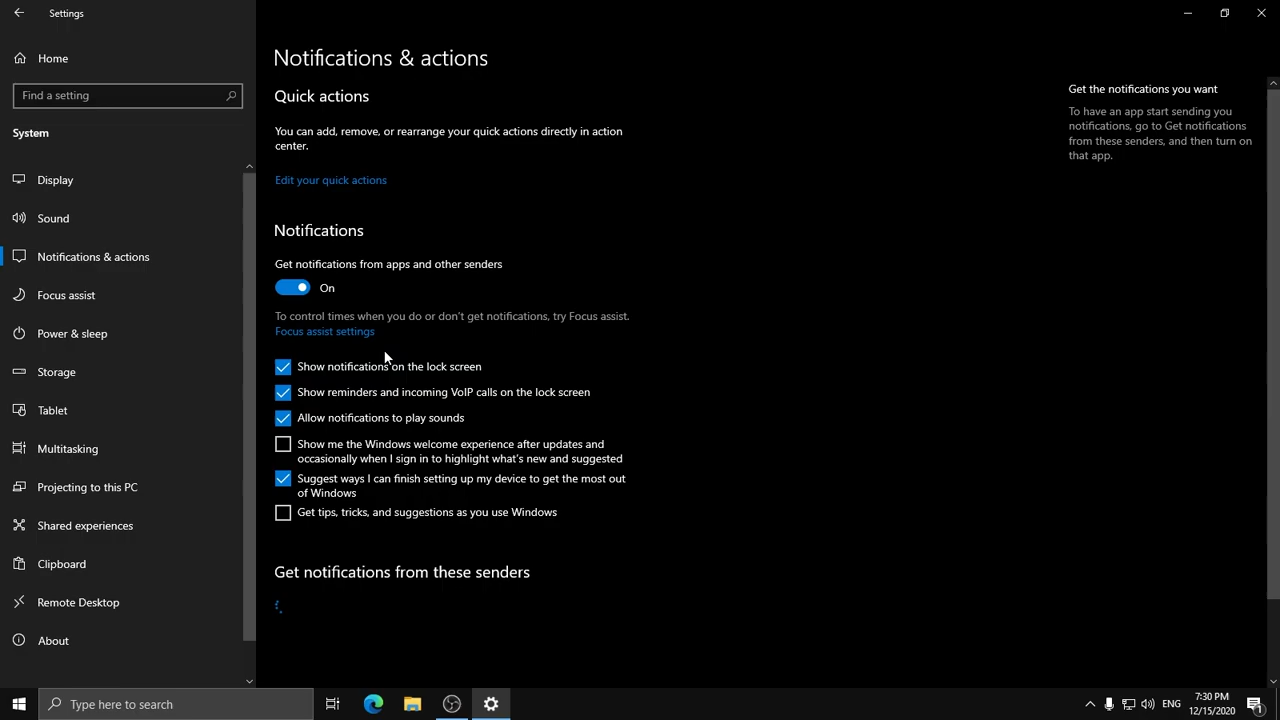 Settings
Home
Find a setting
System
Display
Sound
Notifications & actions
Focus assist
Power & sleep
Storage
Tablet
Multitasking
Projecting to this PC
Shared experiences
Clipboard
Remote Desktop
About
Notifications & actions
Quick actions
You can add, remove, or rearrange your quick actions directly in action
center.
Edit your quick actions
Notifications
Get notifications from apps and other senders
On
To control times when you do or don't get notifications, try Focus assist.
Focus assist settings
Show notifications on the lock screen
Show reminders and incoming VoIP calls on the lock screen
Allow notifications to play sounds
Show me the Windows welcome experience after updates and
occasionally when I sign in to highlight what's new and suggested
Suggest ways I can finish setting up my device to get the most out
of Windows
Get tips, tricks, and suggestions as you use Windows
Get notifications from these senders
Get the notifications you want
To have an app start sending you
notifications, go to Get notifications
from these senders, and then turn on
that app.
Type here to search
ENG
7:30 PM
12/15/2020
1